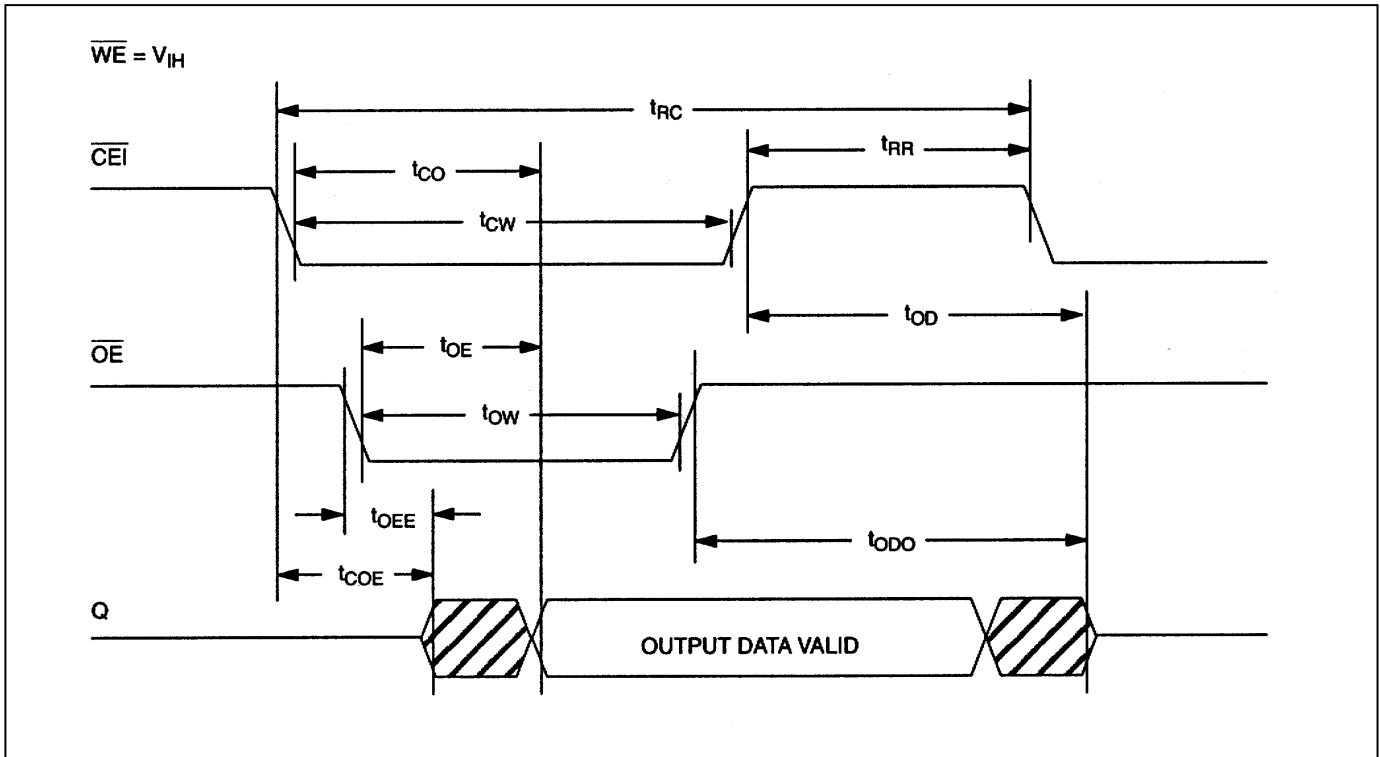 WE = VIH
tRC
CEI
tRR
tCO
tCW
tOD
OE
tOE
tOW
tOEE
tODO
tCOE
Q
OUTPUT DATA VALID